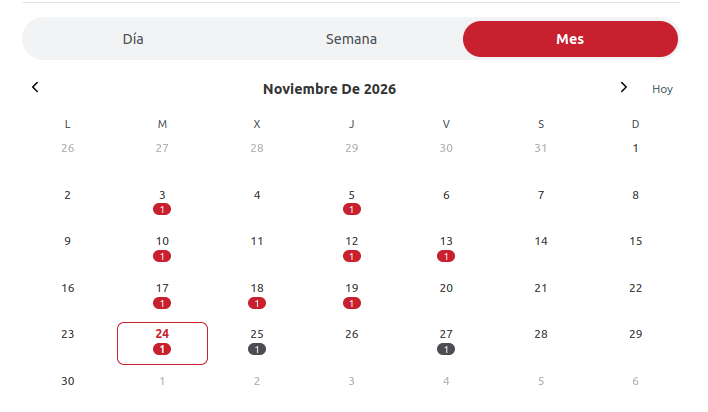 Día Semana Mes
Noviembre De 2026 Hoy
L M X J V S D
26 27 28 29 30 31 1
2 3 4 5 6 7 8
1 1
9 10 11 12 13 14 15
1 1 1
16 17 18 19 20 21 22
1 1 1
23 24 25 26 27 28 29
1 1 1
30 1 2 3 4 5 6